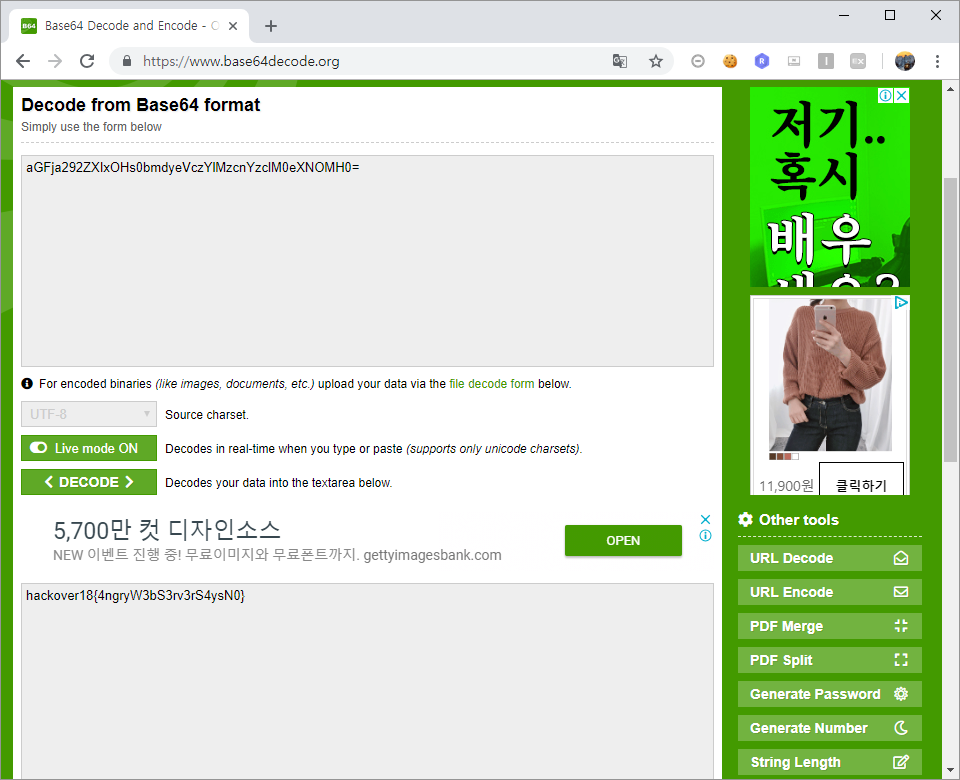 B64 Base64 Decode and Encode - O
https://www.base64decode.org
Decode from Base64 format
Simply use the form below
aGFja292ZXIxOHs0bmdyeVczYlMzcnYzclM0eXNOMH0=
For encoded binaries (like images, documents, etc.) upload your data via the file decode form below.
UTF-8 Source charset.
Live mode ON Decodes in real-time when you type or paste (supports only unicode charsets).
DECODE Decodes your data into the textarea below.
5,700만 컷 디자인소스
NEW 이벤트 진행 중! 무료이미지와 무료폰트까지. gettyimagesbank.com
OPEN
hackover18{4ngryW3bS3rv3rS4ysN0}
저기..
혹시
배우
배우?
11,900원 클릭하기
Other tools
URL Decode
URL Encode
PDF Merge
PDF Split
Generate Password
Generate Number
String Length